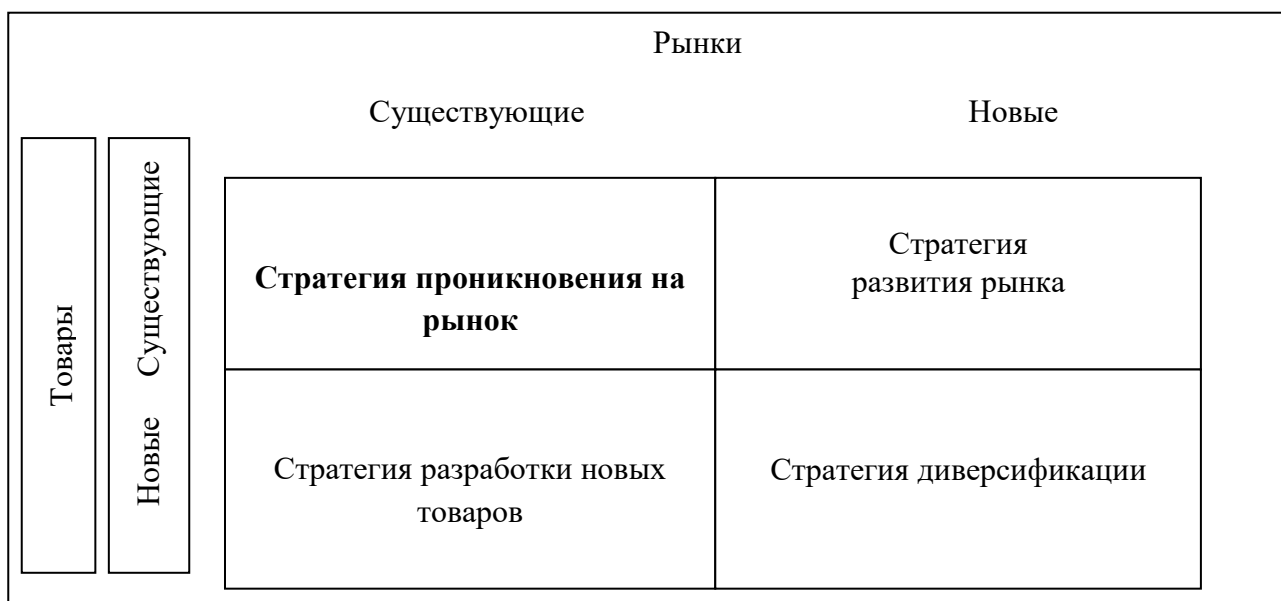 Рынки
Существующие
Новые
Товары
Новые Существующие
Стратегия проникновения на
рынок
Стратегия
развития рынка
Стратегия разработки новых
товаров
Стратегия диверсификации